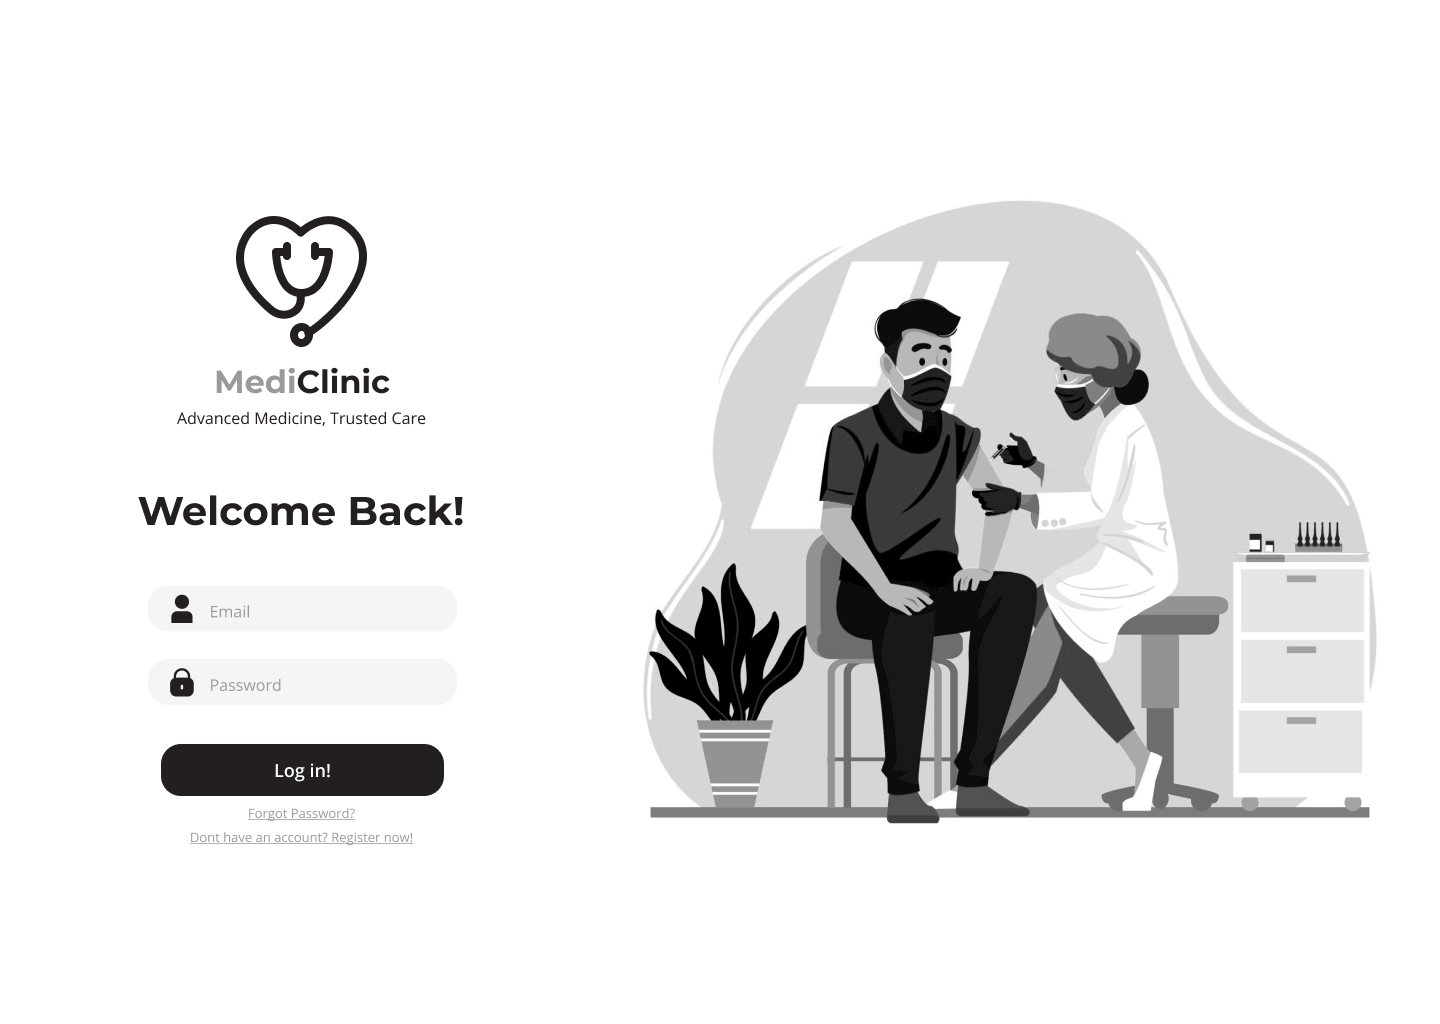 MediClinic
Advanced Medicine, Trusted Care
Welcome Back!
Email
Password
Log in!
Forgot Password?
Dont have an account? Register now!